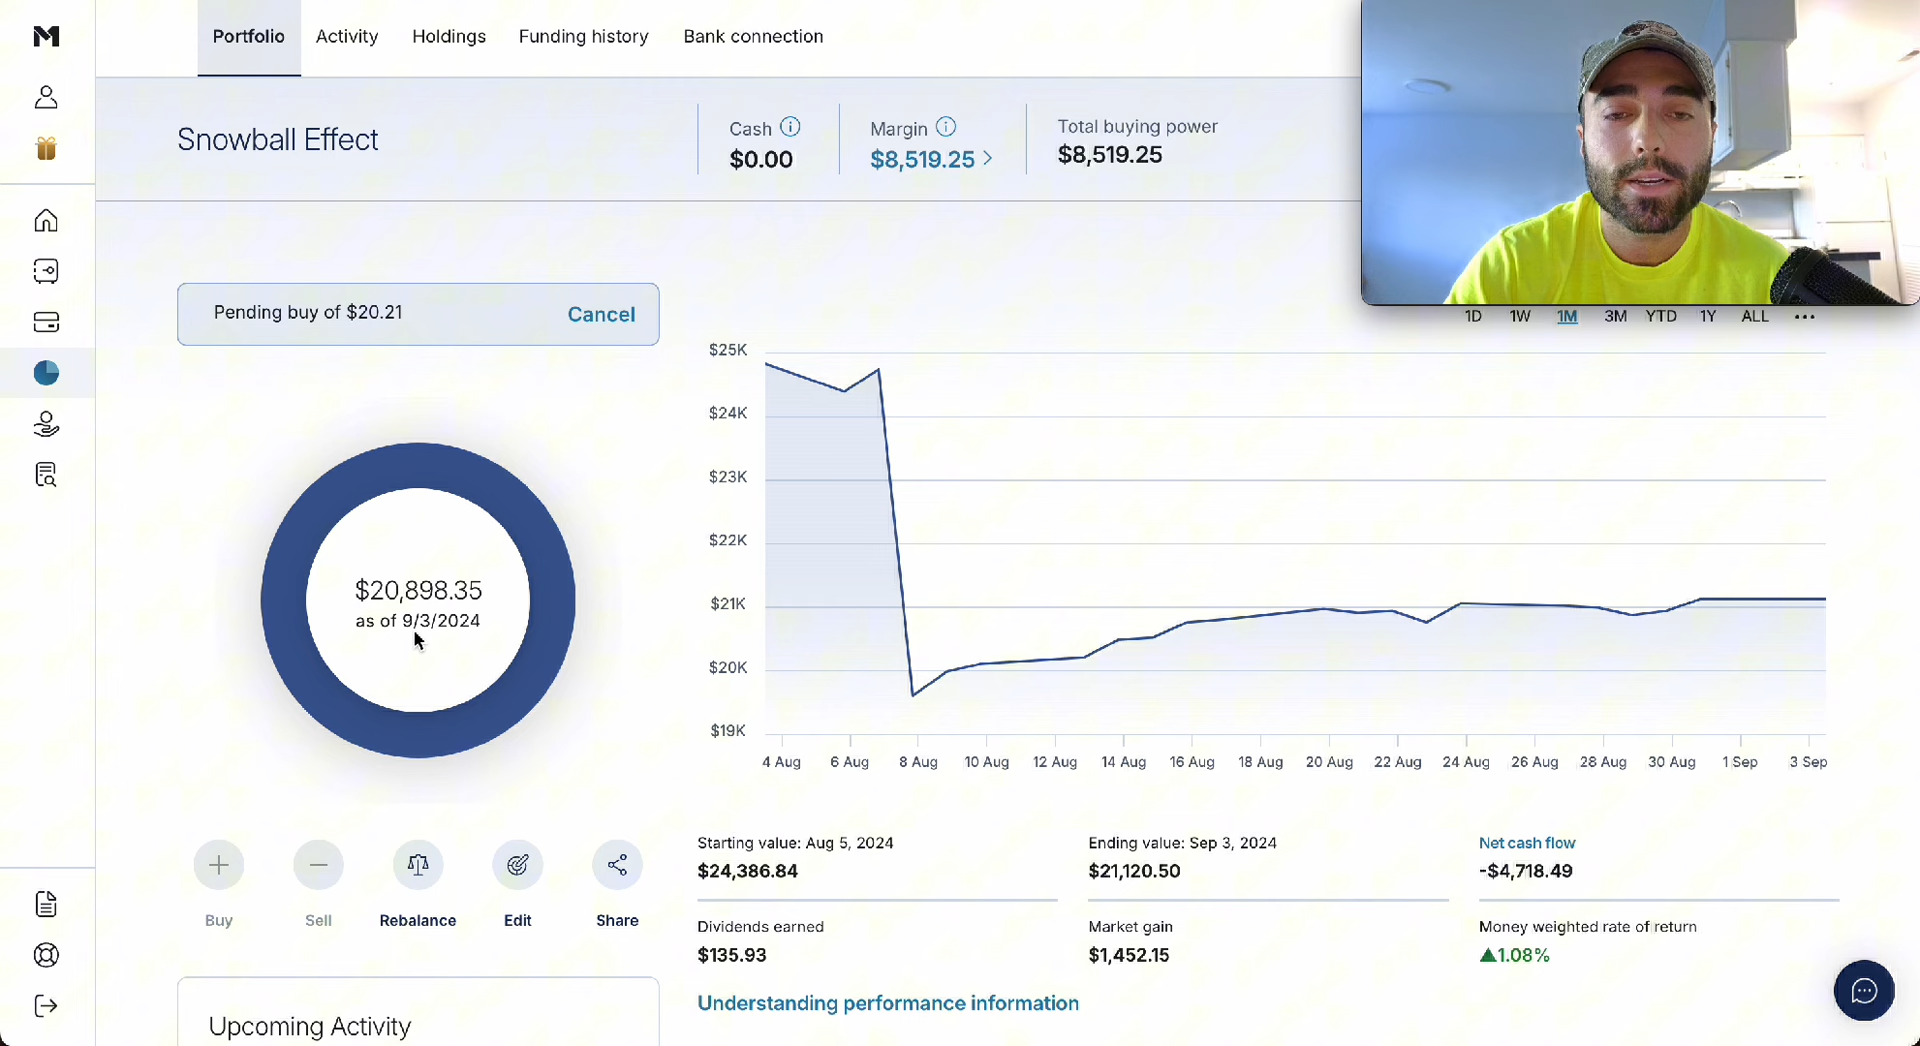 Portfolio
Activity
Holdings
Funding history
Bank connection
Snowball Effect
Cash
$0.00
Margin
$8,519.25
Total buying power
$8,519.25
Pending buy of $20.21
Cancel
1D 1W 1M 3M YTD 1Y ALL
$25K
$24K
$23K
$22K
$21K
$20K
$19K
4 Aug 6 Aug 8 Aug 10 Aug 12 Aug 14 Aug 16 Aug 18 Aug 20 Aug 22 Aug 24 Aug 26 Aug 28 Aug 30 Aug 1 Sep 3 Sep
$20,898.35
as of 9/3/2024
Buy
Sell
Rebalance
Edit
Share
Starting value: Aug 5, 2024
$24,386.84
Ending value: Sep 3, 2024
$21,120.50
Net cash flow
-$4,718.49
Dividends earned
$135.93
Market gain
$1,452.15
Money weighted rate of return
▲1.08%
Understanding performance information
Upcoming Activity